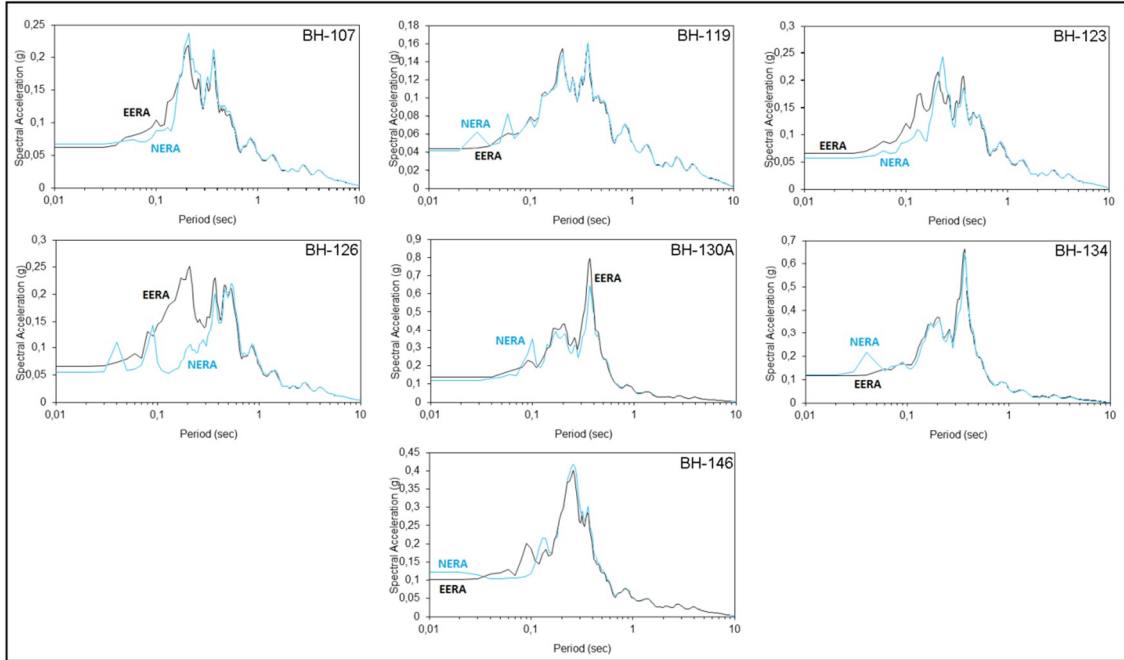 BH-107
Spectral Acceleration (g)
0,25
0,2
0,15
0,1
0,05
0
EERA
NERA
0,01 0,1 1 10
Period (sec)
BH-119
Spectral Acceleration (g)
0,18
0,16
0,14
0,12
0,1
0,08
0,06
0,04
0,02
0
NERA
EERA
0,01 0,1 1 10
Period (sec)
BH-123
Spectral Acceleration (g)
0,3
0,25
0,2
0,15
0,1
0,05
0
EERA
NERA
0,01 0,1 1 10
Period (sec)
BH-126
Spectral Acceleration (g)
0,3
0,25
0,2
0,15
0,1
0,05
0
EERA
NERA
0,01 0,1 1 10
Period (sec)
BH-130A
Spectral Acceleration (g)
0,9
0,8
0,7
0,6
0,5
0,4
0,3
0,2
0,1
0
EERA
NERA
0,01 0,1 1 10
Period (sec)
BH-134
Spectral Acceleration (g)
0,7
0,6
0,5
0,4
0,3
0,2
0,1
0
NERA
EERA
0,01 0,1 1 10
Period (sec)
BH-146
Spectral Acceleration (g)
0,45
0,4
0,35
0,3
0,25
0,2
0,15
0,1
0,05
0
NERA
EERA
0,01 0,1 1 10
Period (sec)